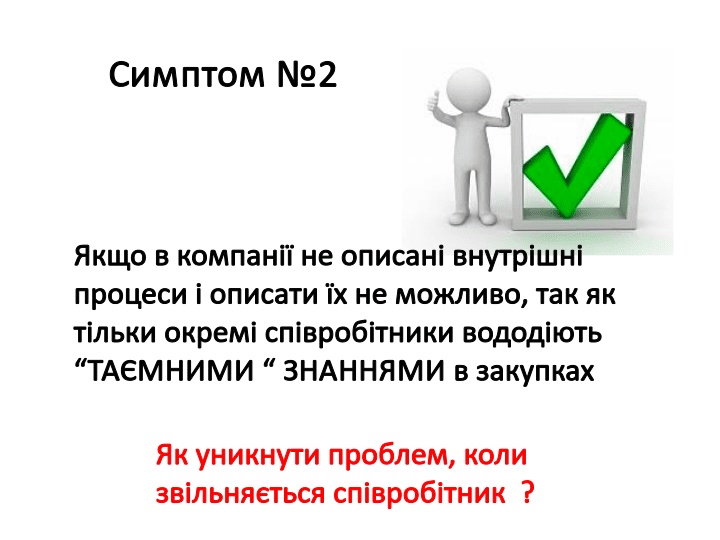 Симптом №2
Якщо в компанії не описані внутрішні
процеси і описати їх не можливо, так як
тільки окремі співробітники вододіють
“ТАЄМНИМИ “ ЗНАННЯМИ в закупках
Як уникнути проблем, коли
звільняється співробітник  ?